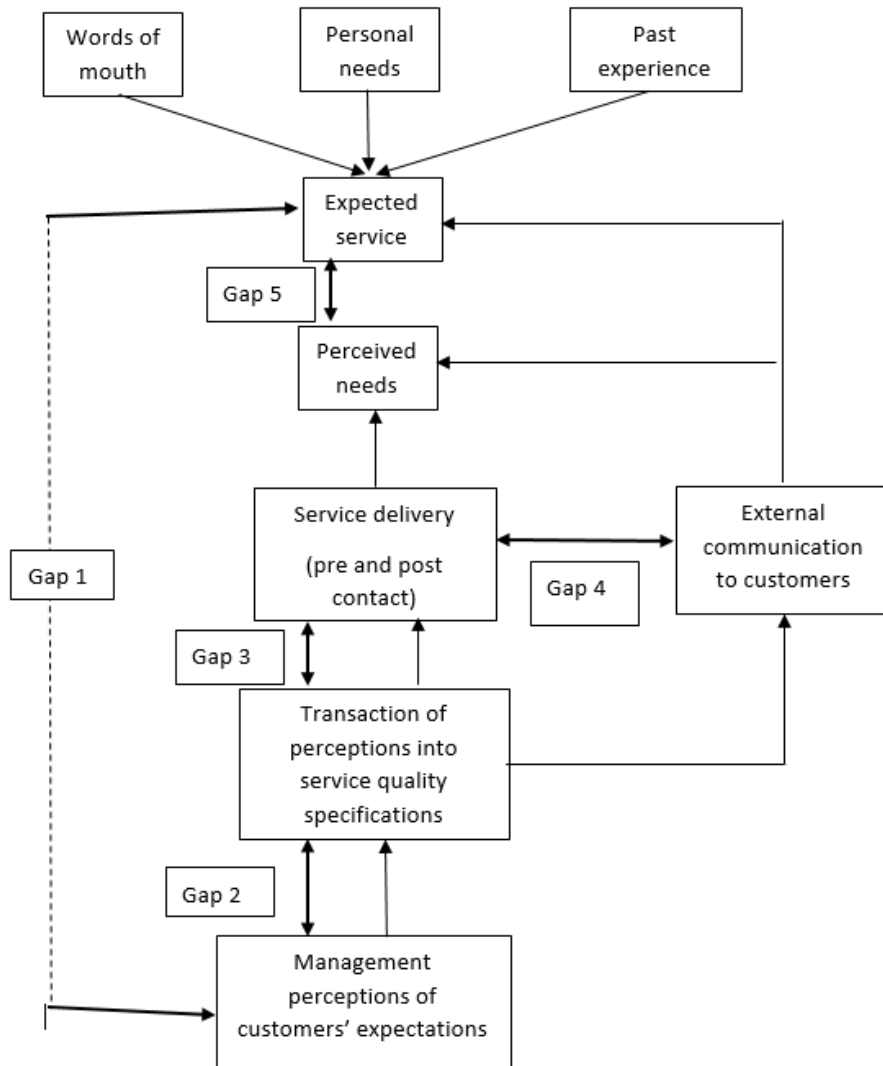 Words of
mouth
Personal
needs
Past
experience
Expected
service
Gap 5
Perceived
needs
Service delivery
(pre and post
contact)
External
communication
to customers
Gap 1
Gap 4
Gap 3
Transaction of
perceptions into
service quality
specifications
Gap 2
Management
perceptions of
customers’ expectations